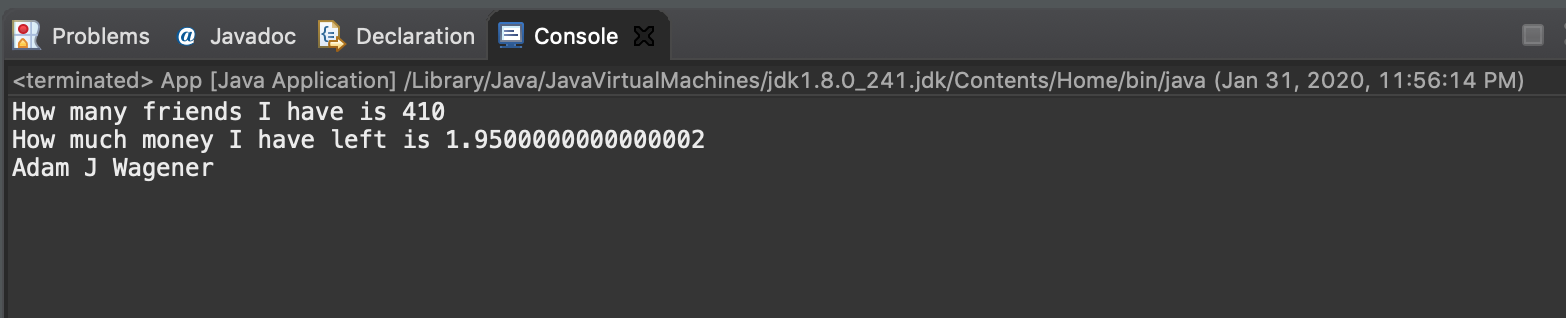 Problems @ Javadoc Declaration Console
<terminated> App [Java Application] /Library/Java/JavaVirtualMachines/jdk1.8.0_241.jdk/Contents/Home/bin/java (Jan 31, 2020, 11:56:14 PM)
How many friends I have is 410
How much money I have left is 1.9500000000000002
Adam J Wagener